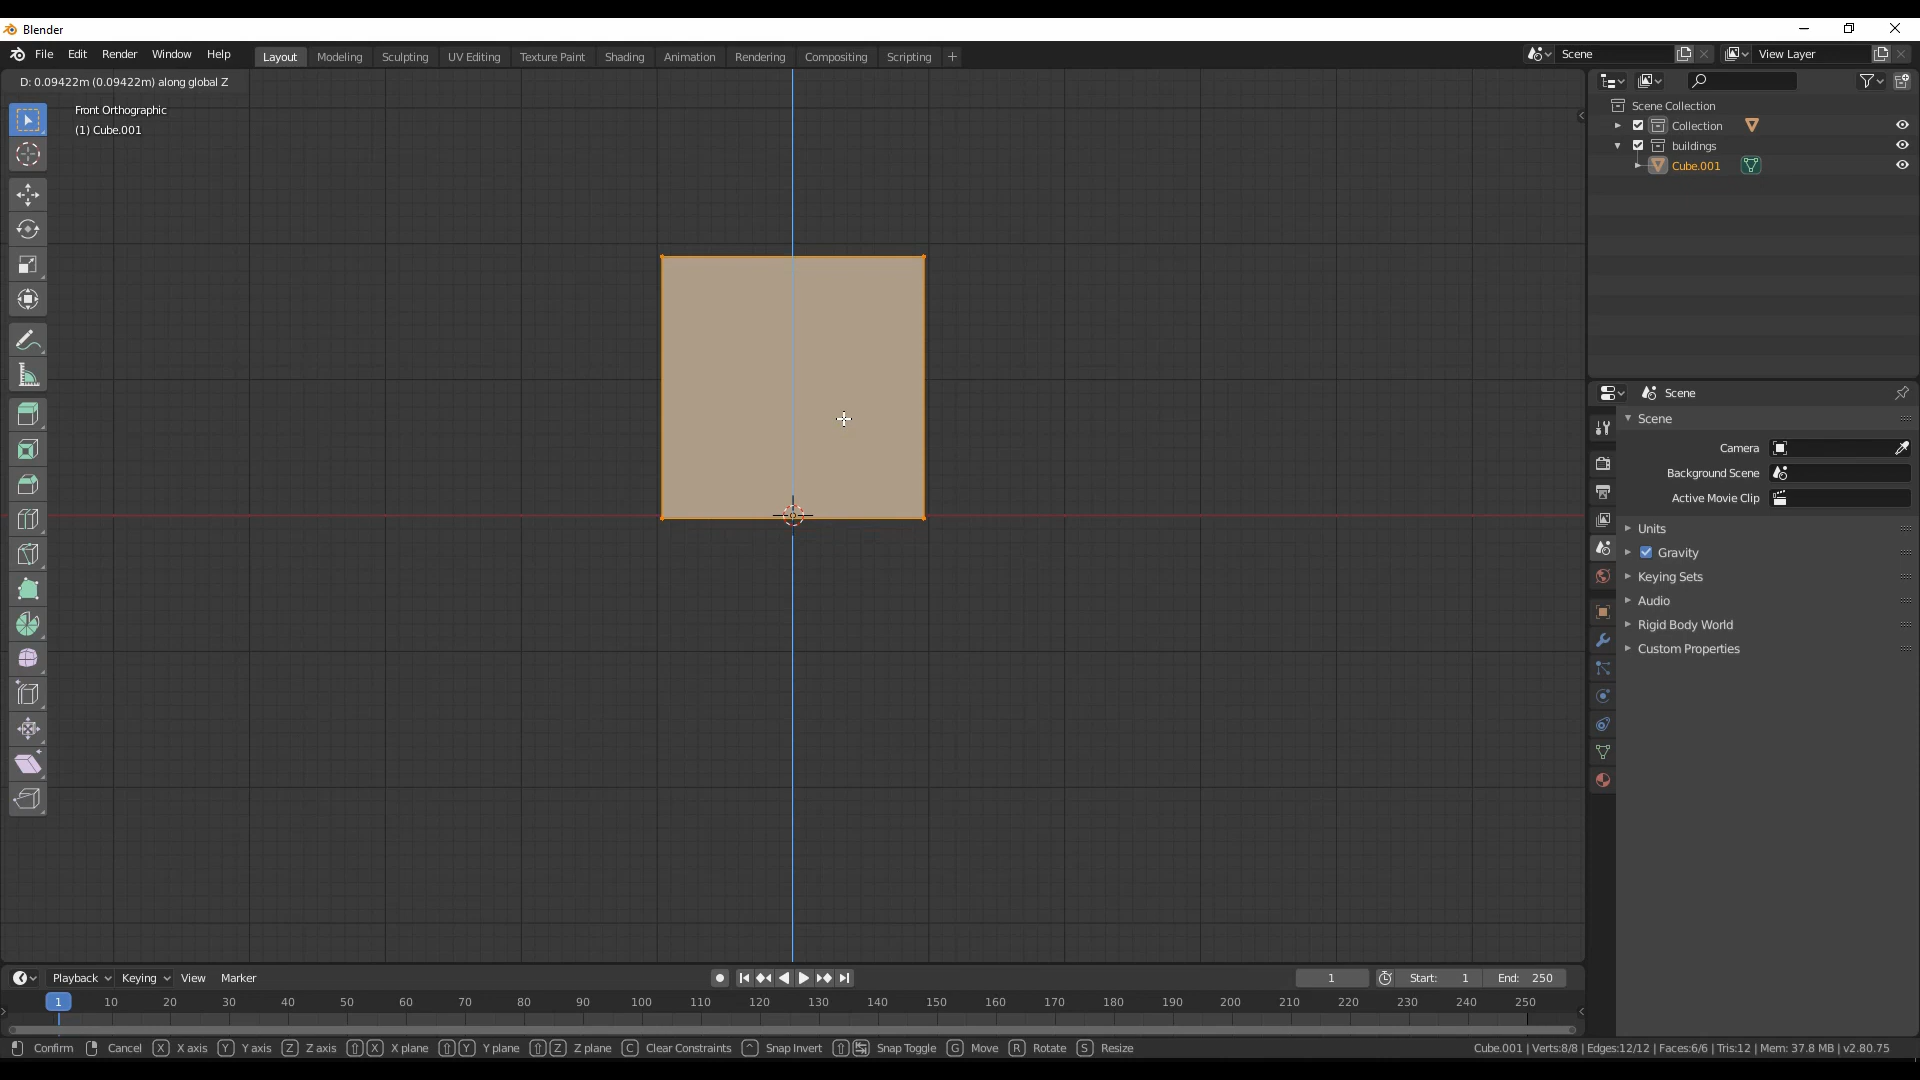 Blender
File Edit Render Window Help
Layout Modeling Sculpting UV Editing Texture Paint Shading Animation Rendering Compositing Scripting +
Scene
View Layer
D: 0.09422m (0.09422m) along global Z
Front Orthographic
(1) Cube.001
Scene Collection
Collection
buildings
Cube.001
Scene
Scene
Camera
Background Scene
Active Movie Clip
Units
Gravity
Keying Sets
Audio
Rigid Body World
Custom Properties
Playback Keying View Marker
1 Start: 1 End: 250
1 10 20 30 40 50 60 70 80 90 100 110 120 130 140 150 160 170 180 190 200 210 220 230 240 250
Confirm Cancel X X axis Y Y axis Z Z axis X X plane Y Y plane Z Z plane C Clear Constraints ^ Snap Invert Snap Toggle G Move R Rotate S Resize
Cube.001 | Verts:8/8 | Edges:12/12 | Faces:6/6 | Tris:12 | Mem: 37.8 MB | v2.80.75